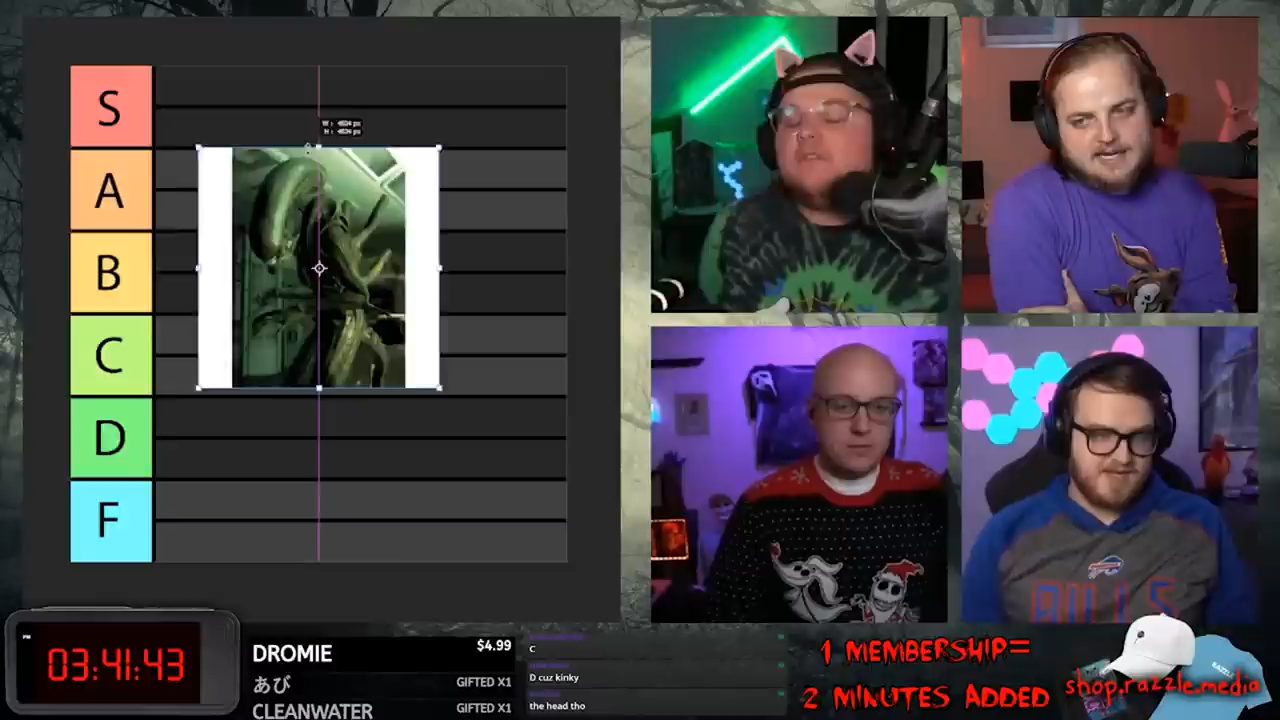 S
A
B
C
D
F
BILLS
03:41:43
PM
DROMIE $4.99
あび GIFTED X1
CLEANWATER GIFTED X1
C
D cuz kinky
the head tho
1 MEMBERSHIP=
2 MINUTES ADDED
shop.razzle.media